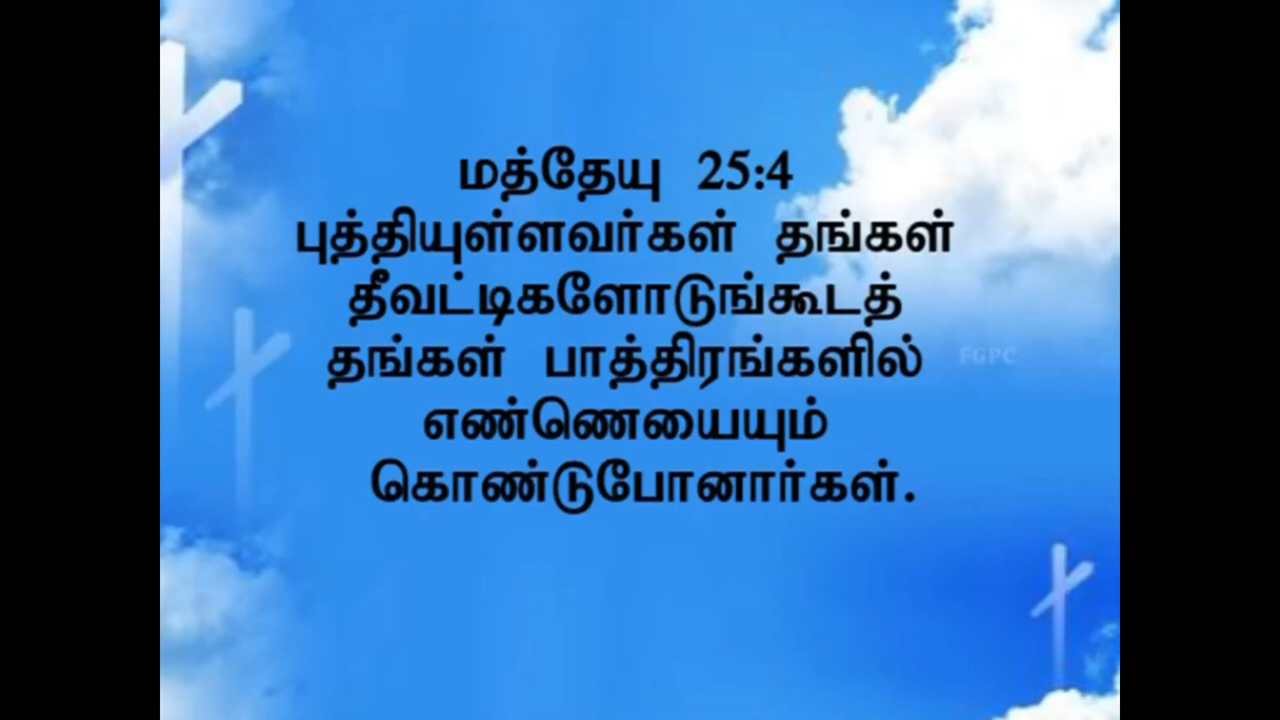 மத்தேயு 25:4
புத்தியுள்ளவர்கள் தங்கள்
தீவட்டிகளோடுங்கூடத்
தங்கள் பாத்திரங்களில்
எண்ணெயையும்
கொண்டுபோனார்கள்.
FGPC